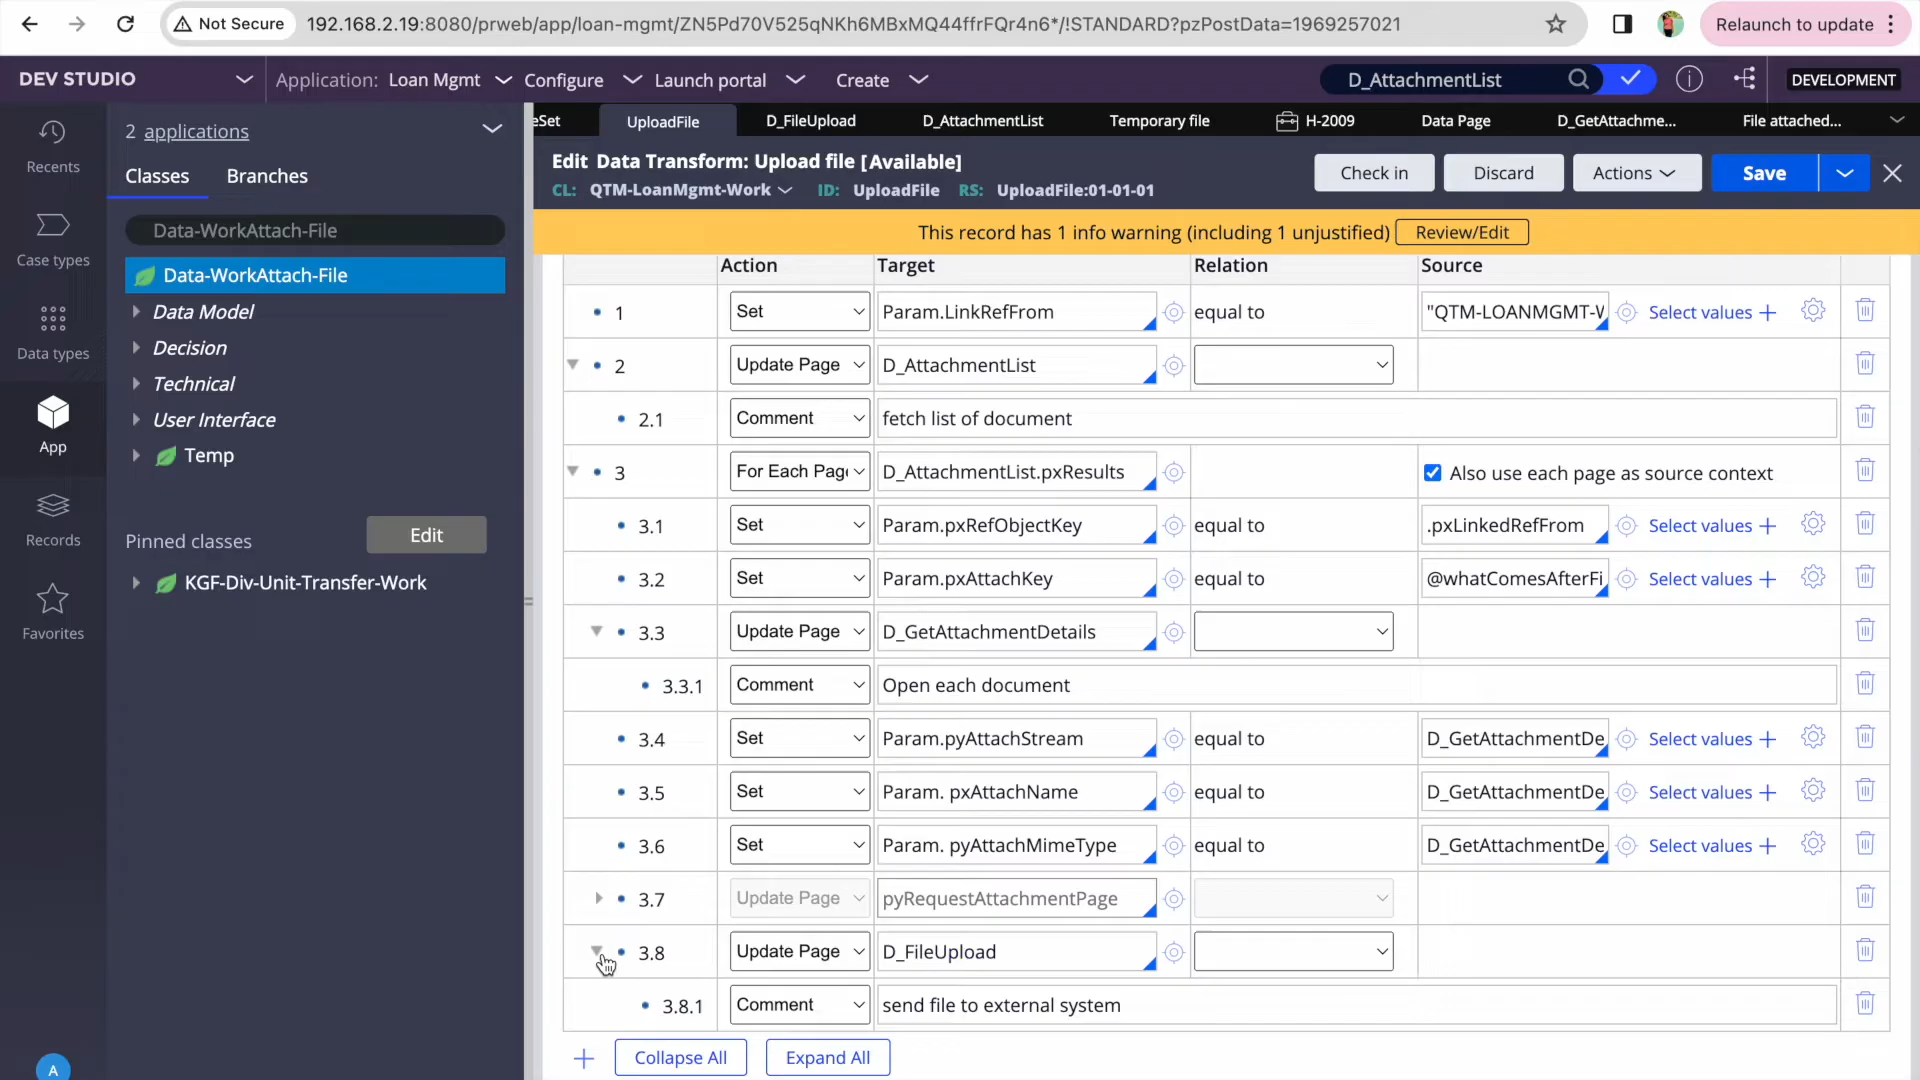 Not Secure 192.168.2.19:8080/prweb/app/loan-mgmt/ZN5Pd70V525qNKh6MBxMQ44ffrFQr4n6*/!STANDARD?pzPostData=1969257021 Relaunch to update
DEV STUDIO Application: Loan Mgmt Configure Launch portal Create D_AttachmentList DEVELOPMENT
eSet UploadFile D_FileUpload D_AttachmentList Temporary file H-2009 Data Page D_GetAttachme... File attached...
Recents
Case types
Data types
App
Records
Favorites
A
2 applications
Classes Branches
Data-WorkAttach-File
Data-WorkAttach-File
Data Model
Decision
Technical
User Interface
Temp
Pinned classes Edit
KGF-Div-Unit-Transfer-Work
Edit Data Transform: Upload file [Available]
CL: QTM-LoanMgmt-Work ID: UploadFile RS: UploadFile:01-01-01
Check in Discard Actions Save
This record has 1 info warning (including 1 unjustified) Review/Edit
Action Target Relation Source
1 Set Param.LinkRefFrom equal to "QTM-LOANMGMT-W Select values
2 Update Page D_AttachmentList
2.1 Comment fetch list of document
3 For Each Page D_AttachmentList.pxResults Also use each page as source context
3.1 Set Param.pxRefObjectKey equal to .pxLinkedRefFrom Select values
3.2 Set Param.pxAttachKey equal to @whatComesAfterFi Select values
3.3 Update Page D_GetAttachmentDetails
3.3.1 Comment Open each document
3.4 Set Param.pyAttachStream equal to D_GetAttachmentDe Select values
3.5 Set Param. pxAttachName equal to D_GetAttachmentDe Select values
3.6 Set Param. pyAttachMimeType equal to D_GetAttachmentDe Select values
3.7 Update Page pyRequestAttachmentPage
3.8 Update Page D_FileUpload
3.8.1 Comment send file to external system
Collapse All Expand All